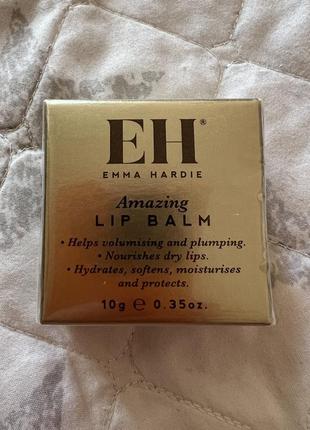 EH®
EMMA HARDIE
Amazing
LIP BALM
• Helps volumising and plumping.
• Nourishes dry lips.
• Hydrates, softens, moisturises
and protects.
10g ℮ 0.35oz.